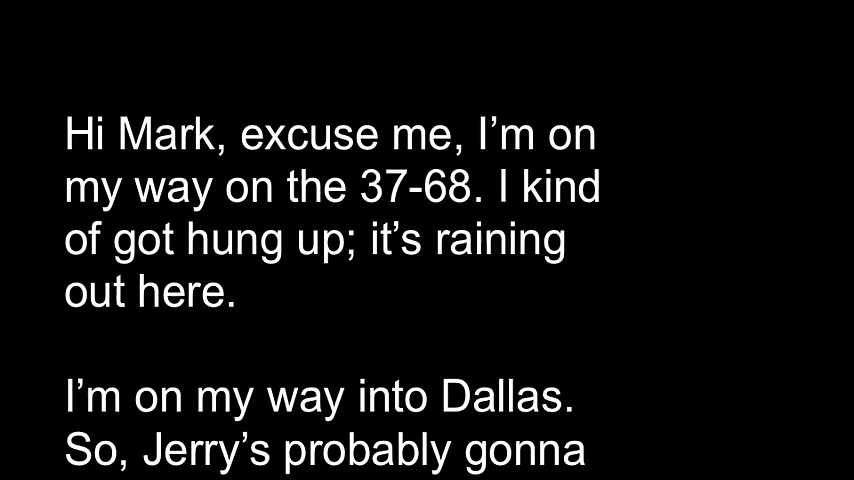 Hi Mark, excuse me, I’m on
my way on the 37-68. I kind
of got hung up; it’s raining
out here.
I’m on my way into Dallas.
So, Jerry’s probably gonna